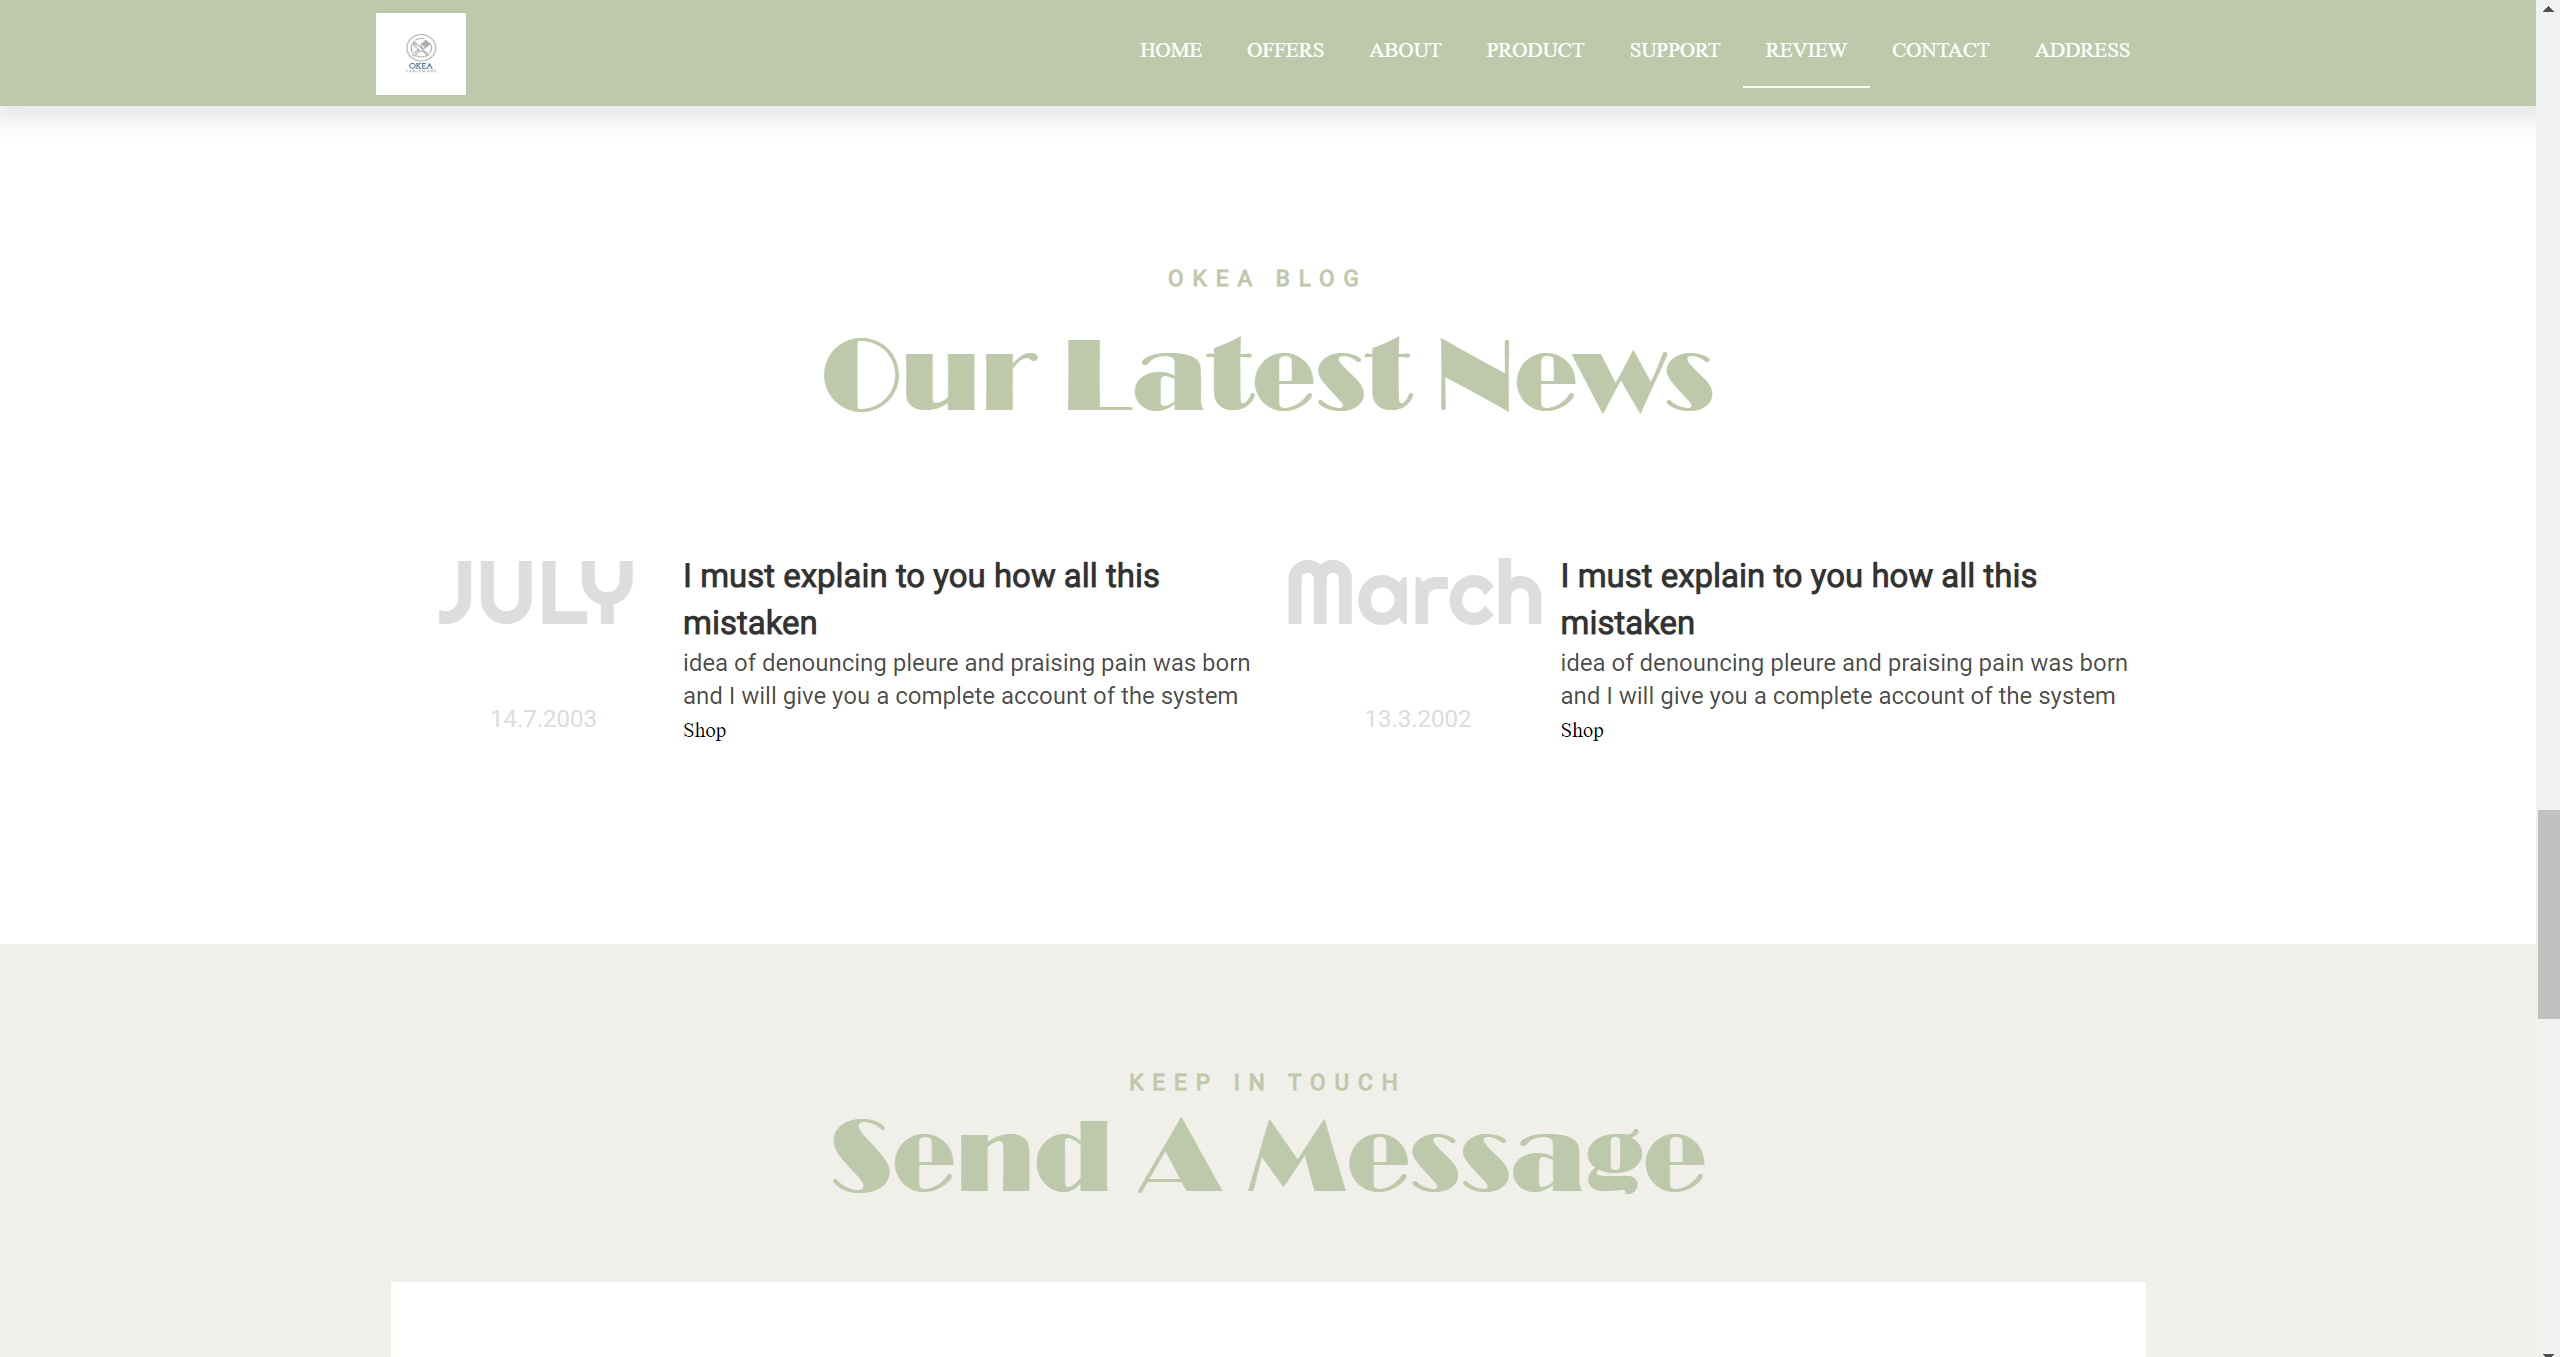 OKEA
TABLEWARE
HOME OFFERS ABOUT PRODUCT SUPPORT REVIEW CONTACT ADDRESS
OKEA BLOG
Our Latest News
JULY
14.7.2003
I must explain to you how all this
mistaken
idea of denouncing pleure and praising pain was born
and I will give you a complete account of the system
Shop
March
13.3.2002
I must explain to you how all this
mistaken
idea of denouncing pleure and praising pain was born
and I will give you a complete account of the system
Shop
KEEP IN TOUCH
Send A Message